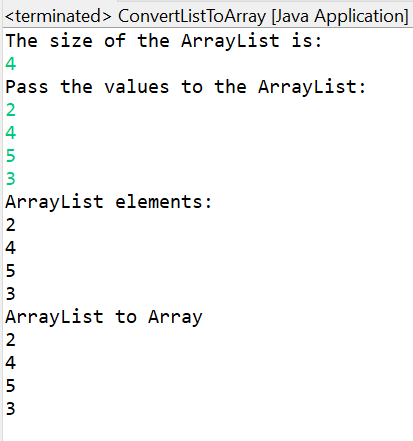 <terminated> ConvertListToArray [Java Application]
The size of the ArrayList is:
4
Pass the values to the ArrayList:
2
4
5
3
ArrayList elements:
2
4
5
3
ArrayList to Array
2
4
5
3